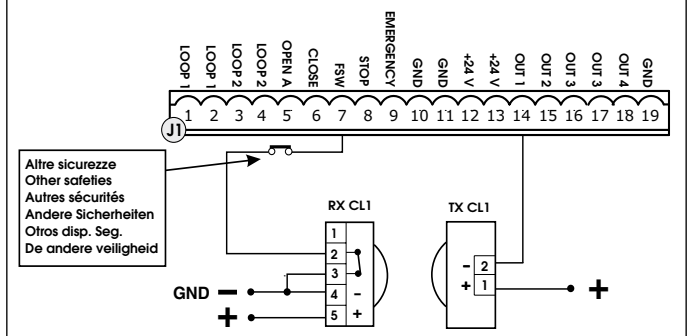 LOOP 1 LOOP 1 LOOP 2 LOOP 2 OPEN A CLOSE FSW STOP EMERGENCY GND GND +24 V +24 V OUT 1 OUT 2 OUT 3 OUT 3 OUT 4 GND
1 2 3 4 5 6 7 8 9 10 11 12 13 14 15 16 17 18 19
J1
Altre sicurezze
Other safeties
Autres sécurités
Andere Sicherheiten
Otros disp. Seg.
De andere veiligheid
RX CL1
TX CL1
1
2
3
GND − 4 −
+ 5 +
− 2
+ 1 +